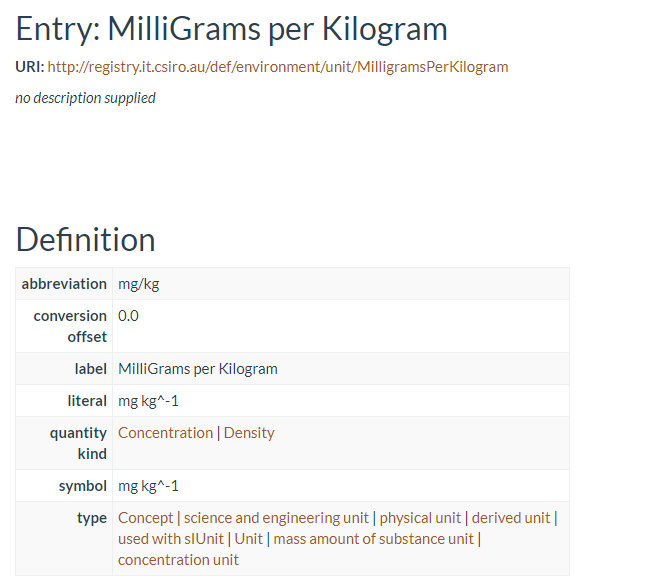 Entry: MilliGrams per Kilogram
URI: http://registry.it.csiro.au/def/environment/unit/MilligramsPerKilogram
no description supplied
Definition
abbreviation mg/kg
conversion offset 0.0
label MilliGrams per Kilogram
literal mg kg^-1
quantity kind Concentration | Density
symbol mg kg^-1
type Concept | science and engineering unit | physical unit | derived unit |
used with sIUnit | Unit | mass amount of substance unit |
concentration unit